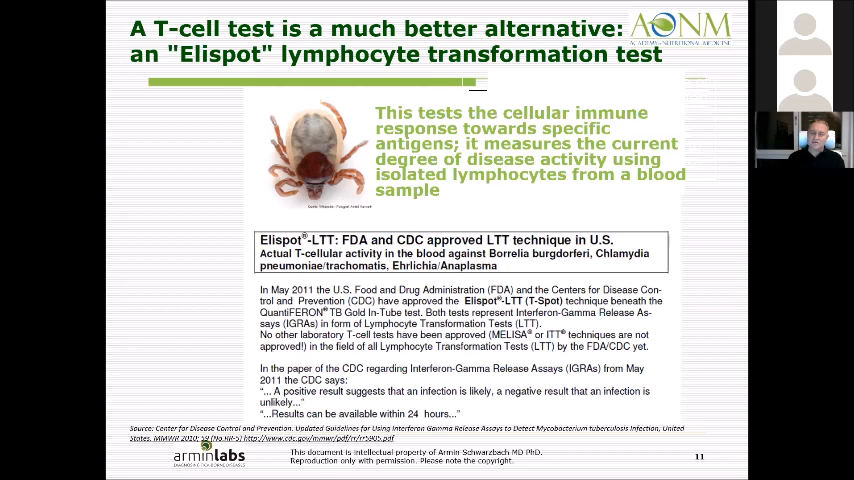 A T-cell test is a much better alternative:
an "Elispot" lymphocyte transformation test
AONM
ACADEMY of NUTRITIONAL MEDICINE
This tests the cellular immune
response towards specific
antigens; it measures the current
degree of disease activity using
isolated lymphocytes from a blood
sample
Elispot®-LTT: FDA and CDC approved LTT technique in U.S.
Actual T-cellular activity in the blood against Borrelia burgdorferi, Chlamydia
pneumoniae/trachomatis, Ehrlichia/Anaplasma
In May 2011 the U.S. Food and Drug Administration (FDA) and the Centers for Disease Con-
trol and Prevention (CDC) have approved the Elispot®-LTT (T-Spot) technique beneath the
QuantiFERON® TB Gold In-Tube test. Both tests represent Interferon-Gamma Release As-
says (IGRAs) in form of Lymphocyte Transformation Tests (LTT).
No other laboratory T-cell tests have been approved (MELISA® or ITT® techniques are not
approved!) in the field of all Lymphocyte Transformation Tests (LTT) by the FDA/CDC yet.
In the paper of the CDC regarding Interferon-Gamma Release Assays (IGRAs) from May
2011 the CDC says:
"... A positive result suggests that an infection is likely, a negative result that an infection is
unlikely..."
"...Results can be available within 24 hours..."
Source: Center for Disease Control and Prevention: Updated Guidelines for Using Interferon Gamma Release Assays to Detect Mycobacterium tuberculosis Infection, United
States. MMWR 2010; 59 (No.RR-5) http://www.cdc.gov/mmwr/pdf/rr/rr5905.pdf
arminlabs
This document is intellectual property of Armin Schwarzbach MD PhD.
Reproduction only with permission. Please note the copyright.
11